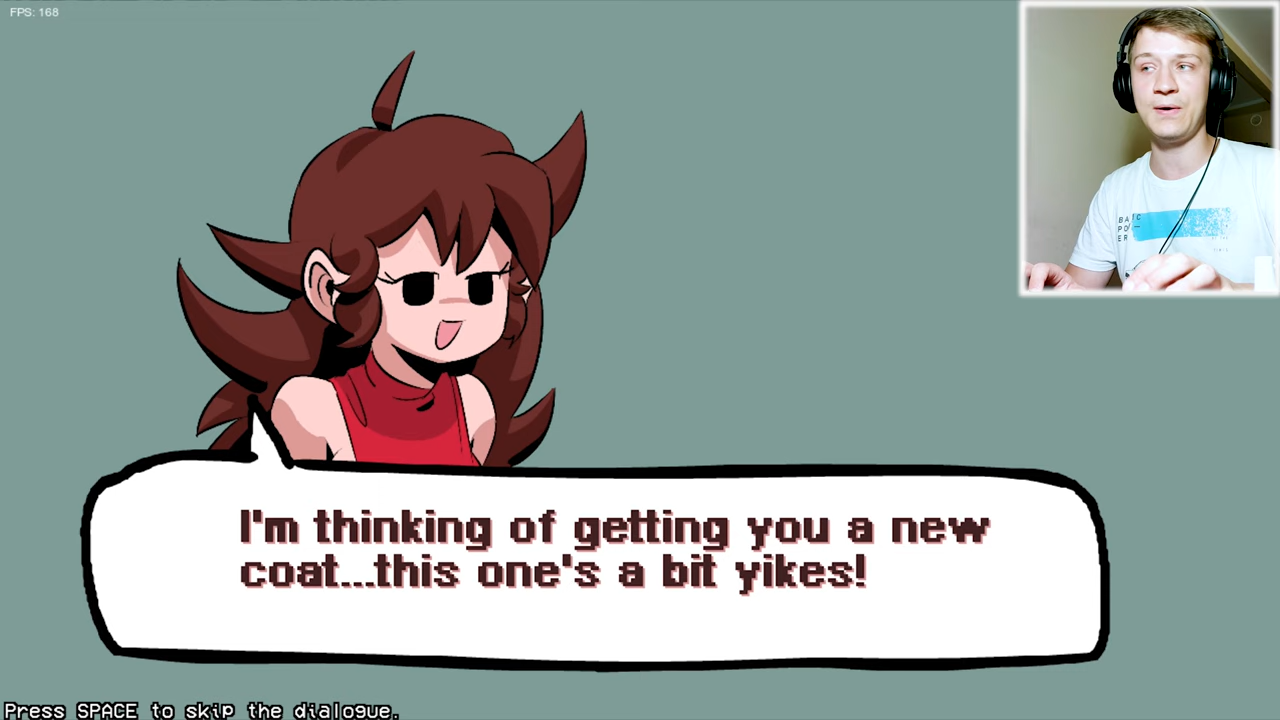 FPS: 168
I'm thinking of getting you a new
coat...this one's a bit yikes!
Press SPACE to skip the dialogue.